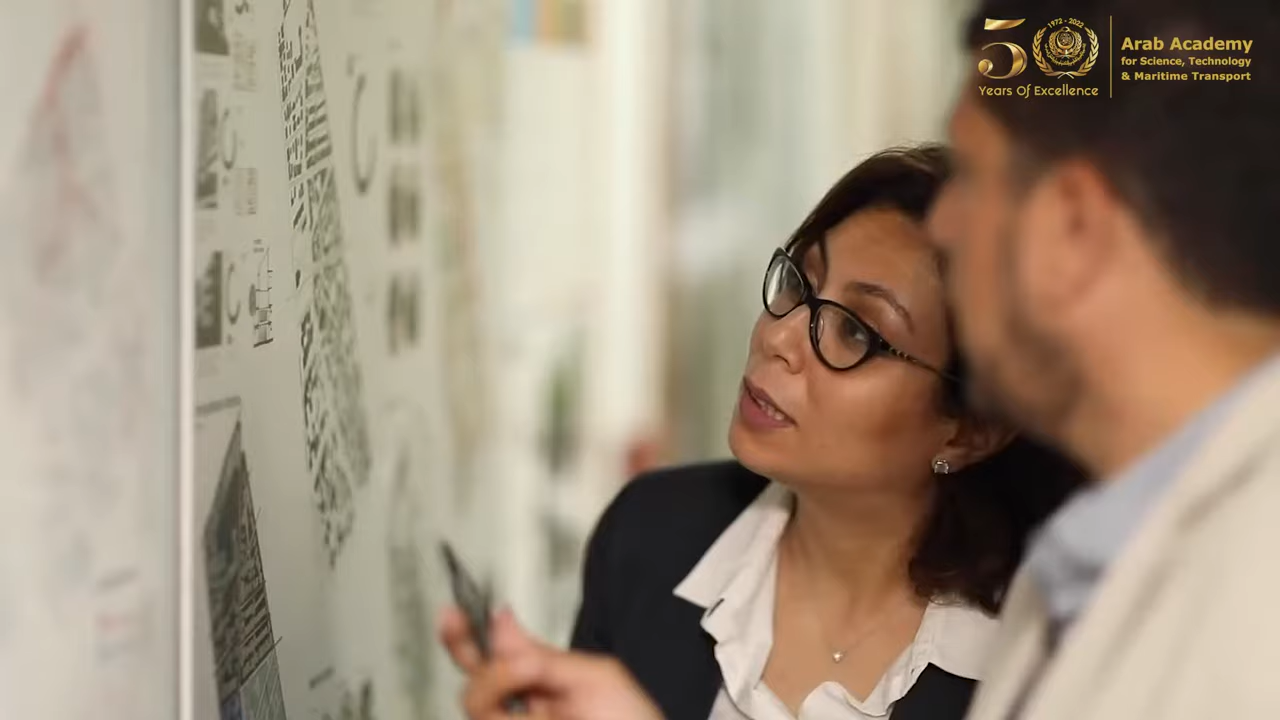 50
1972 - 2022
Years Of Excellence
Arab Academy
for Science, Technology
& Maritime Transport